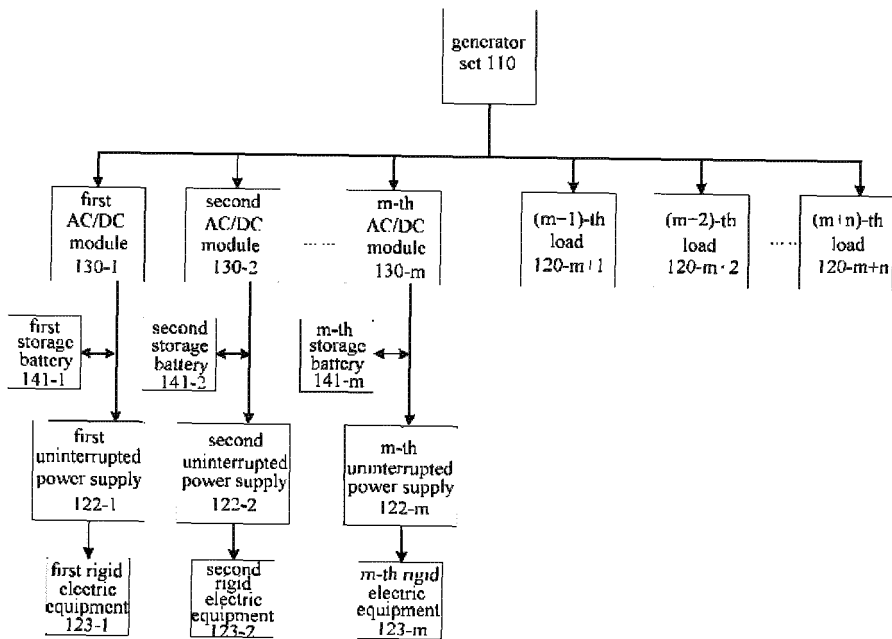 generator
set 110
first
AC/DC
module
130-1
second
AC/DC
module
130-2
......
m-th
AC/DC
module
130-m
(m-1)-th
load
120-m+1
(m-2)-th
load
120-m·2
......
(m+n)-th
load
120-m+n
first
storage
battery
141-1
second
storage
battery
141-2
m-th
storage
battery
141-m
first
uninterrupted
power supply
122-1
second
uninterrupted
power supply
122-2
m-th
uninterrupted
power supply
122-m
first rigid
electric
equipment
123-1
second
rigid
electric
equipment
123-2
m-th rigid
electric
equipment
123-m